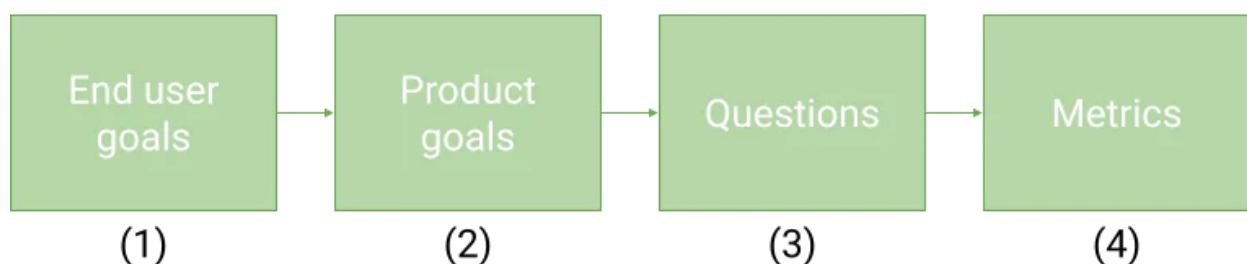 End user
goals
Product
goals
Questions
Metrics
(1)
(2)
(3)
(4)